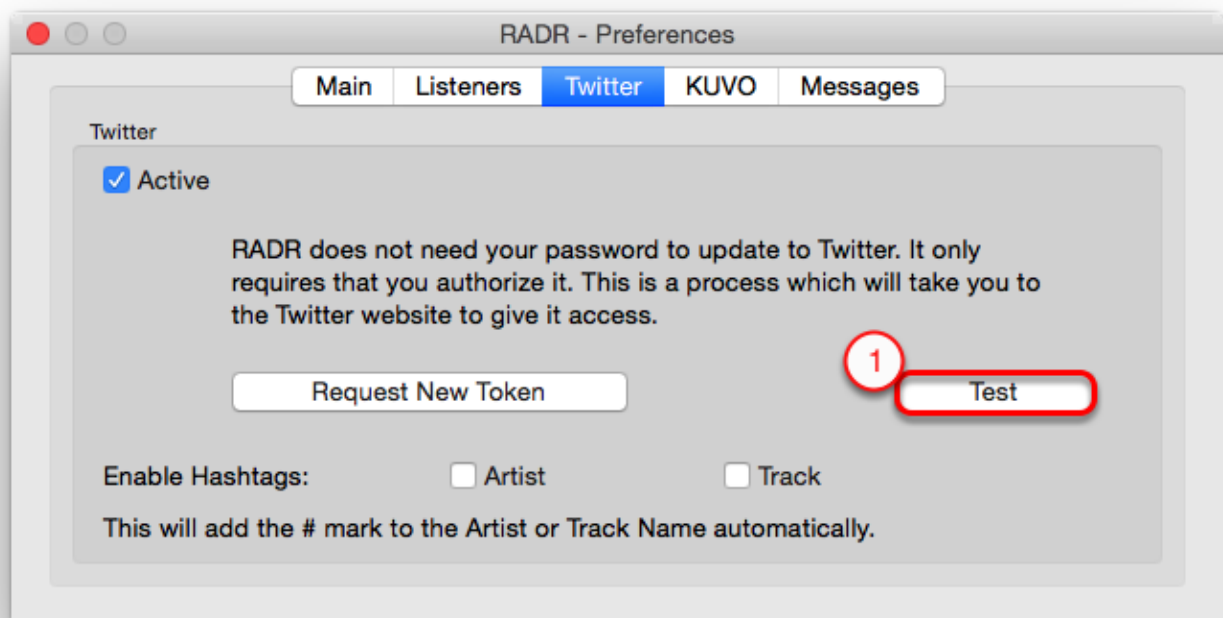 RADR - Preferences
Main Listeners Twitter KUVO Messages
Twitter
Active
RADR does not need your password to update to Twitter. It only
requires that you authorize it. This is a process which will take you to
the Twitter website to give it access.
1
Request New Token Test
Enable Hashtags: Artist Track
This will add the # mark to the Artist or Track Name automatically.